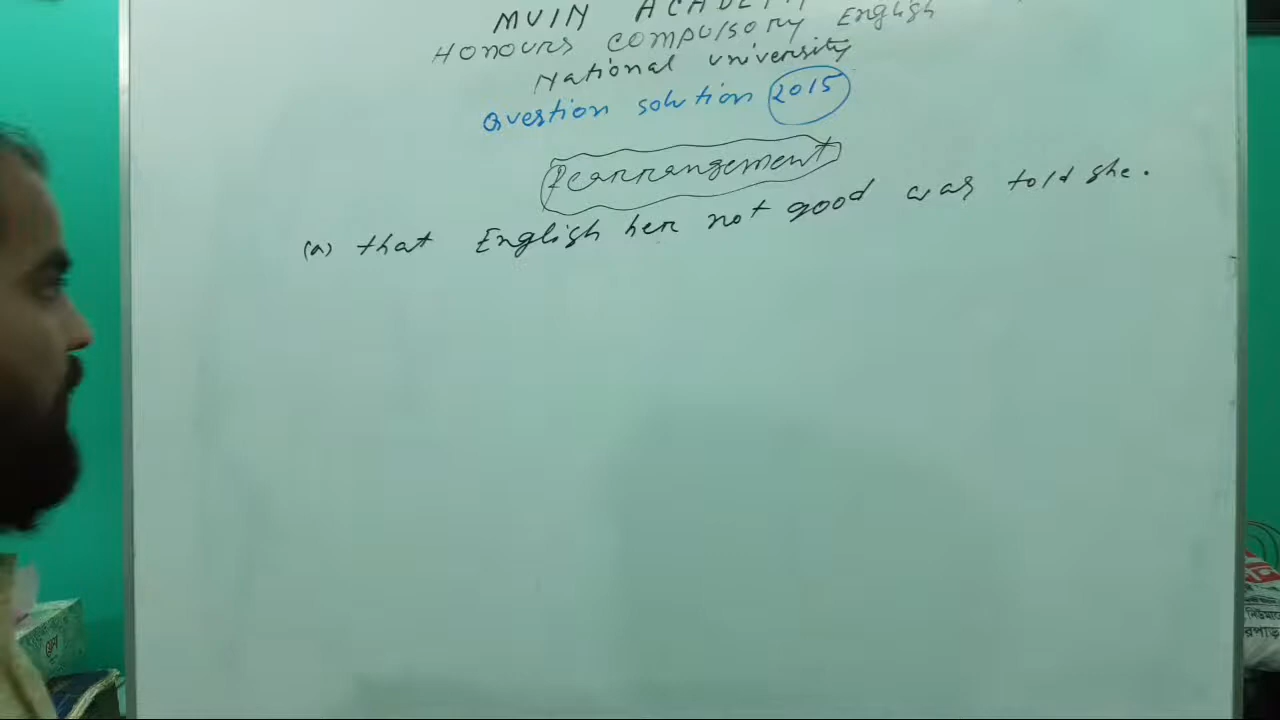 MUIN ACADEMY
HONOURS COMPULSORY English
National university
Question solution 2015
Rearrangement
(a) that English her not good was told she.